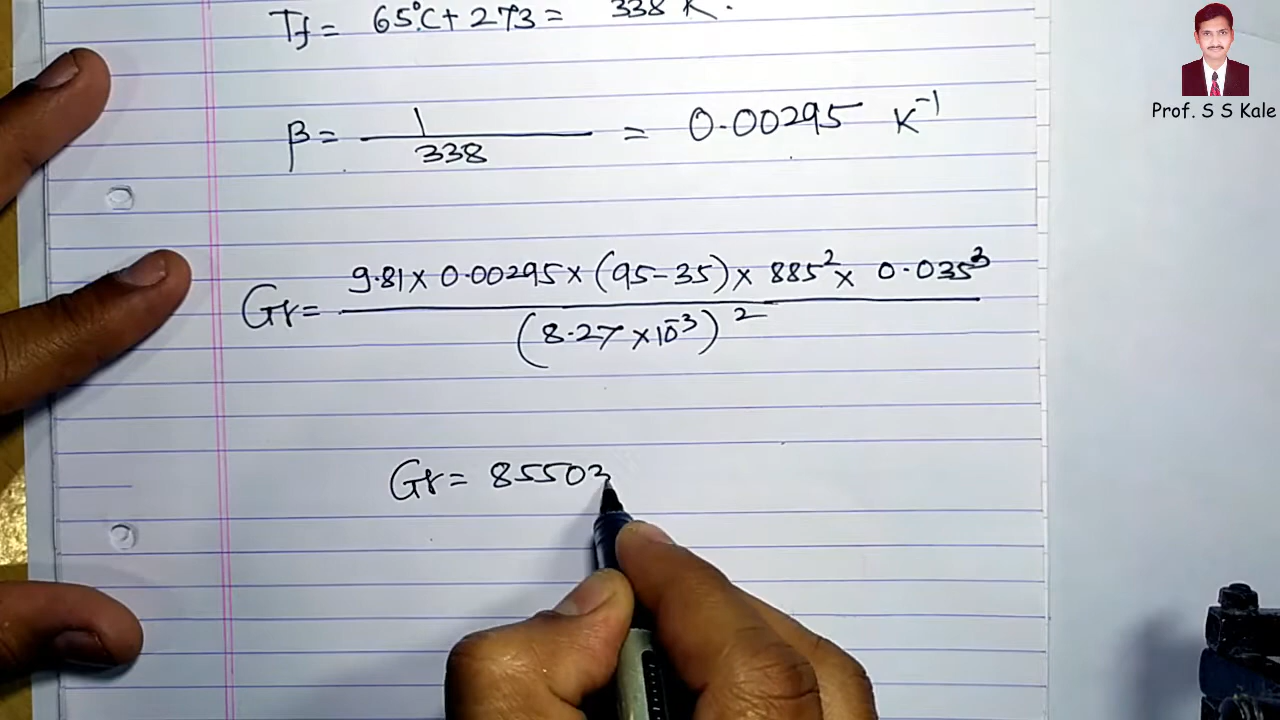 Tf = 65°C + 273 = 338 K.
Prof. S S Kale
β = 1/338 = 0.00295 K⁻¹
Gr = 9.81 × 0.00295 × (95-35) × 885² × 0.035³ / (8.27 × 10⁻³)²
Gr = 85503